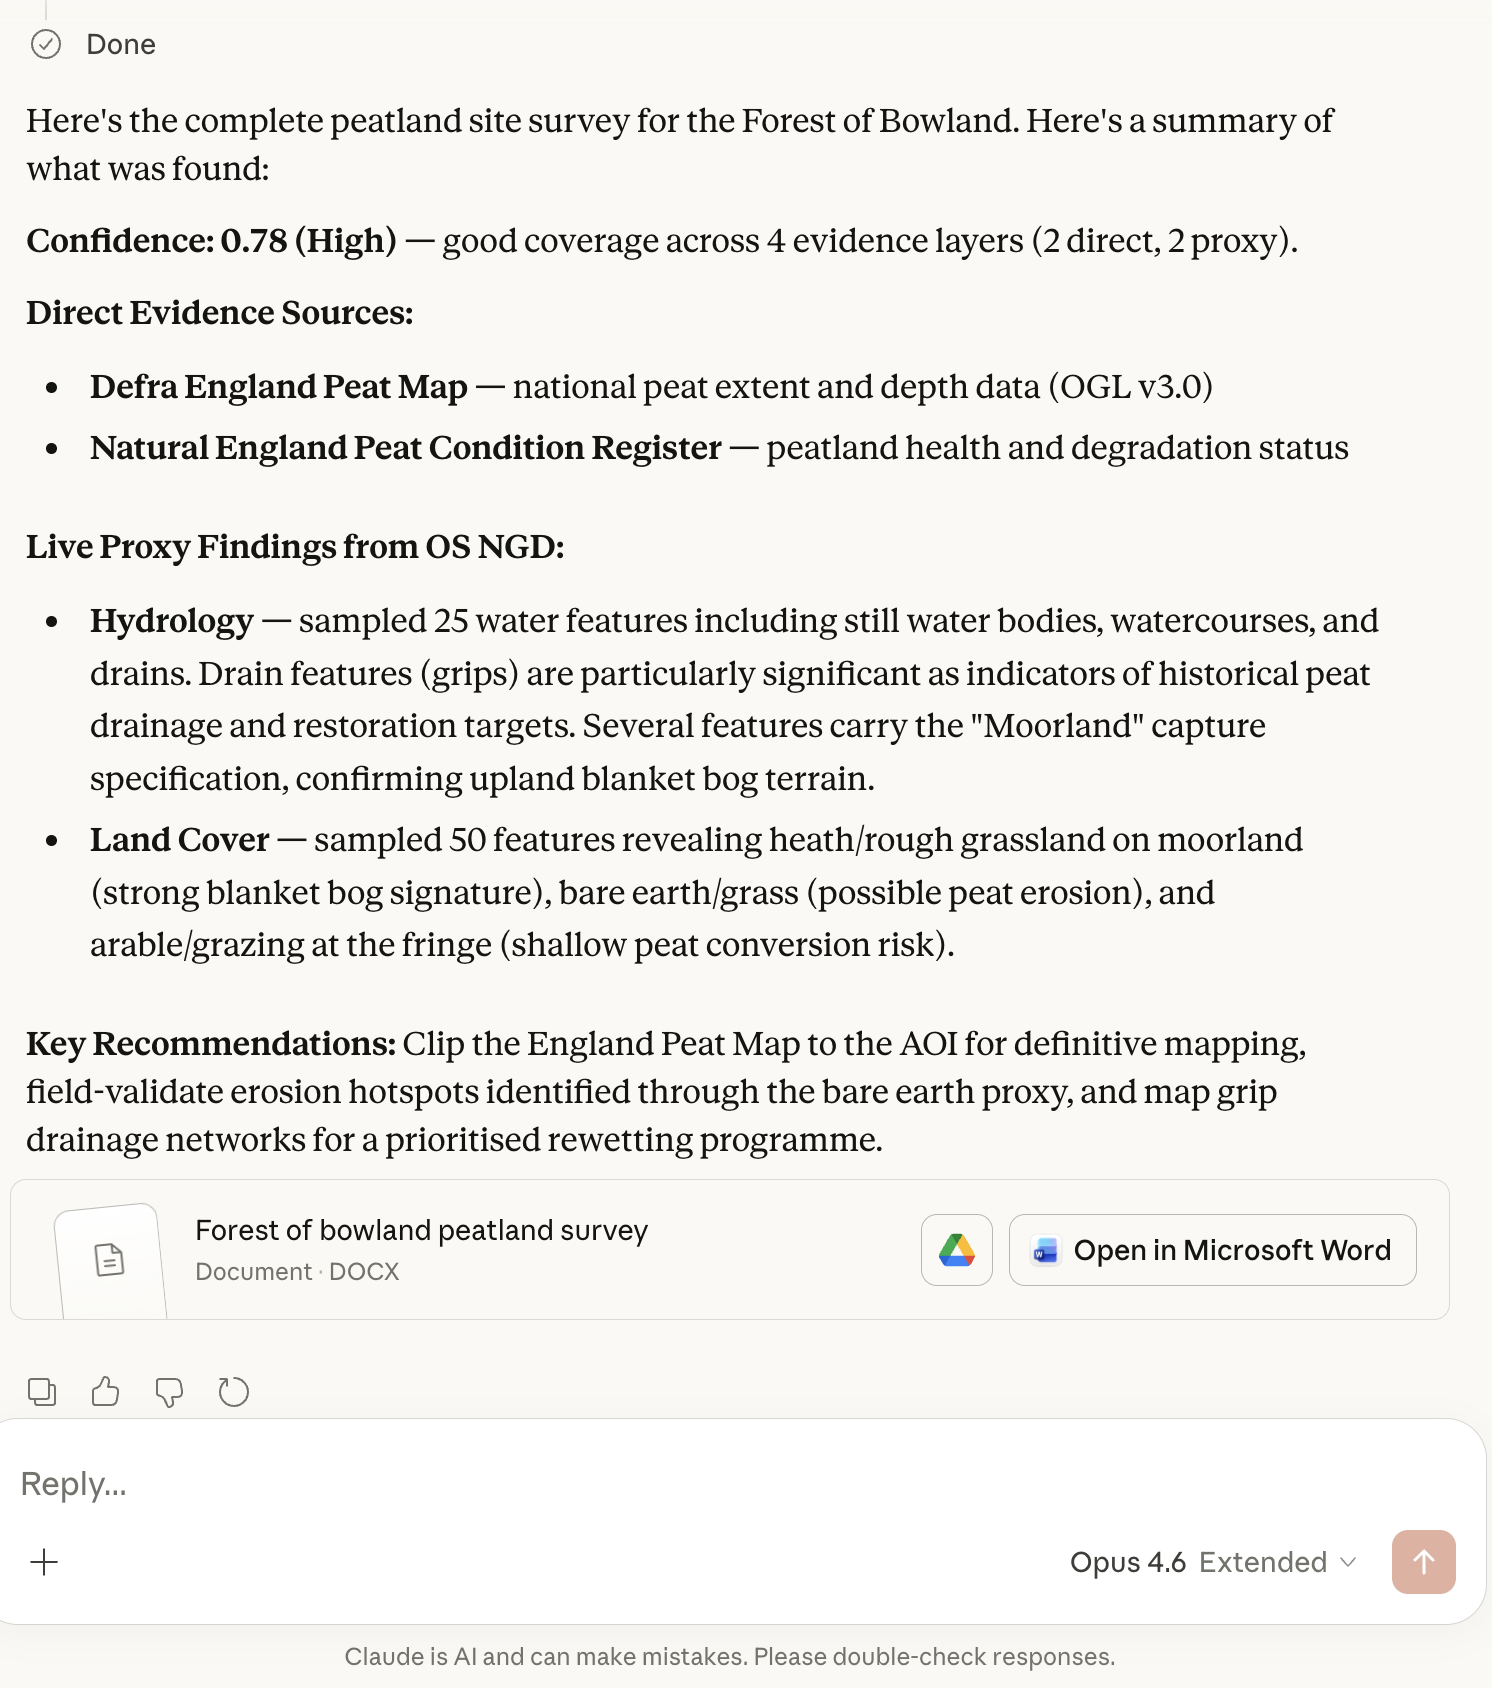 Done
Here's the complete peatland site survey for the Forest of Bowland. Here's a summary of
what was found:
Confidence: 0.78 (High) — good coverage across 4 evidence layers (2 direct, 2 proxy).
Direct Evidence Sources:
• Defra England Peat Map — national peat extent and depth data (OGL v3.0)
• Natural England Peat Condition Register — peatland health and degradation status
Live Proxy Findings from OS NGD:
• Hydrology — sampled 25 water features including still water bodies, watercourses, and
drains. Drain features (grips) are particularly significant as indicators of historical peat
drainage and restoration targets. Several features carry the "Moorland" capture
specification, confirming upland blanket bog terrain.
• Land Cover — sampled 50 features revealing heath/rough grassland on moorland
(strong blanket bog signature), bare earth/grass (possible peat erosion), and
arable/grazing at the fringe (shallow peat conversion risk).
Key Recommendations: Clip the England Peat Map to the AOI for definitive mapping,
field-validate erosion hotspots identified through the bare earth proxy, and map grip
drainage networks for a prioritised rewetting programme.
Forest of bowland peatland survey
Document · DOCX
W Open in Microsoft Word
Reply...
Opus 4.6 Extended
Claude is AI and can make mistakes. Please double-check responses.